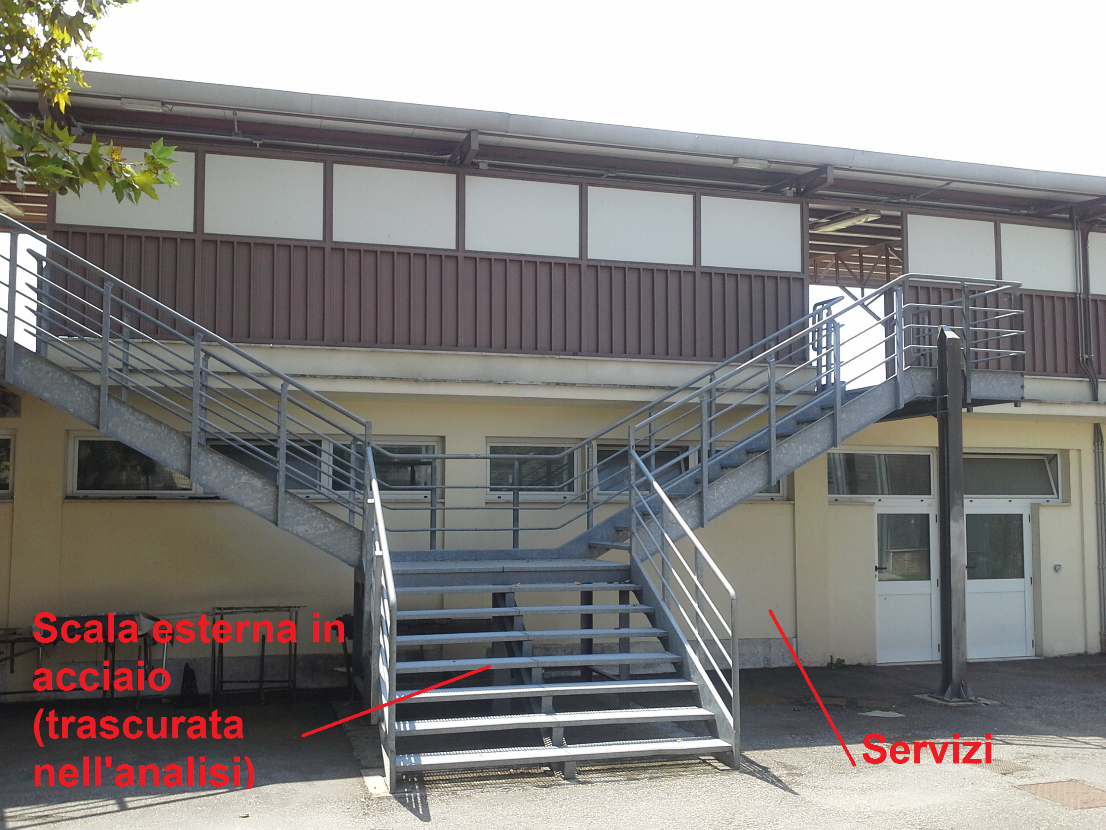 Scala esterna in
acciaio
(trascurata
nell'analisi)
Servizi